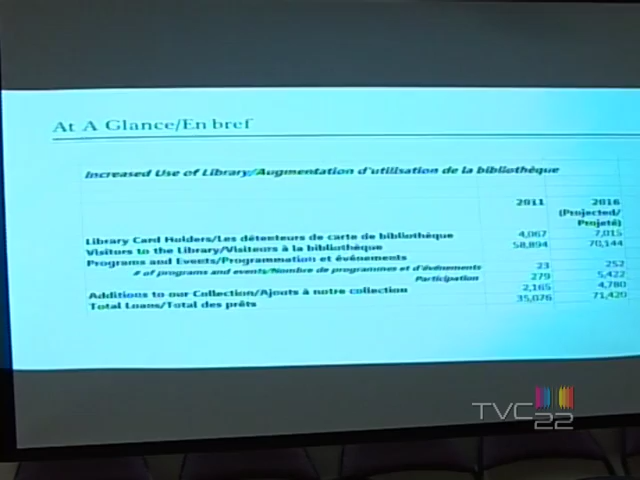 At A Glance/En bref
Increased Use of Library/Augmentation d'utilisation de la bibliothèque
2011 2016
(Projected/
Projeté)
Library Card Holders/Les détenteurs de carte de bibliothèque 4,067 7,015
Visitors to the Library/Visiteurs à la bibliothèque 58,894 70,144
Programs and Events/Programmation et événements
# of programs and events/Nombre de programmes et d'événements 23 252
Participation 279 5,422
Additions to our Collection/Ajouts à notre collection 2,165 4,780
Total Loans/Total des prêts 35,076 71,420
TVC
22